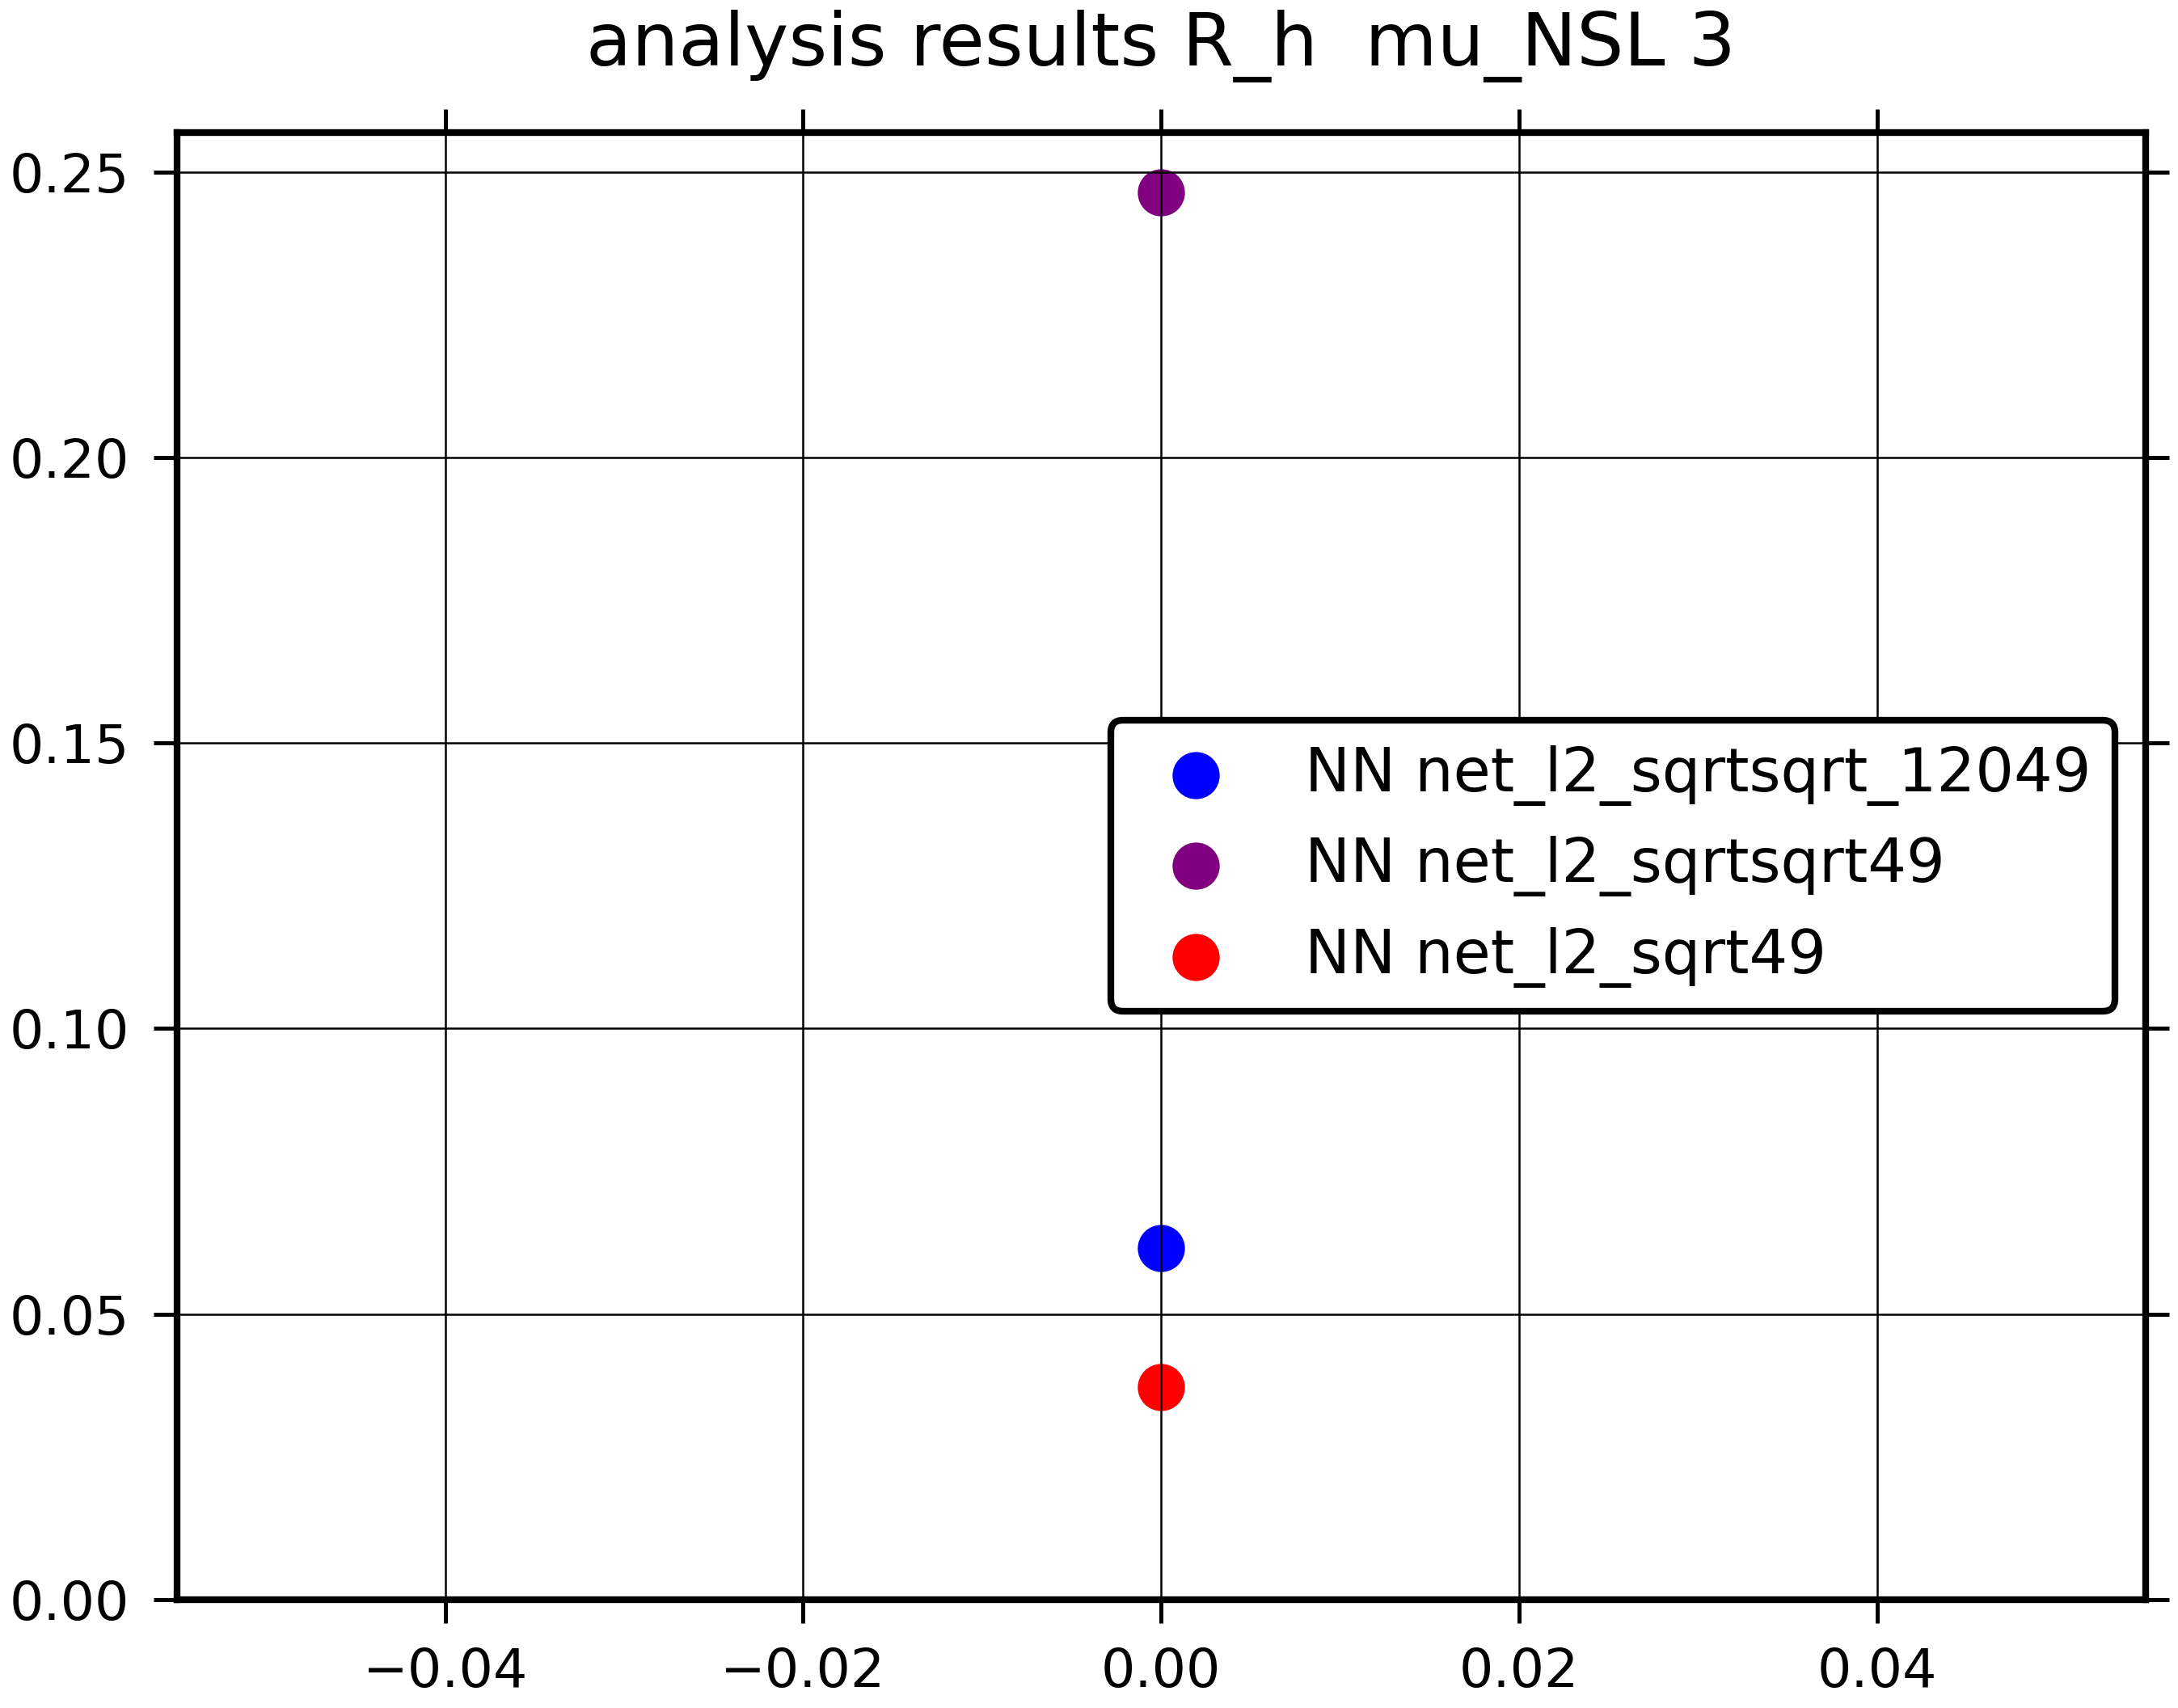 analysis results R_h  mu_NSL 3
0.25
0.20
0.15
0.10
0.05
0.00
NN net_l2_sqrtsqrt_12049
NN net_l2_sqrtsqrt49
NN net_l2_sqrt49
−0.04 −0.02 0.00 0.02 0.04